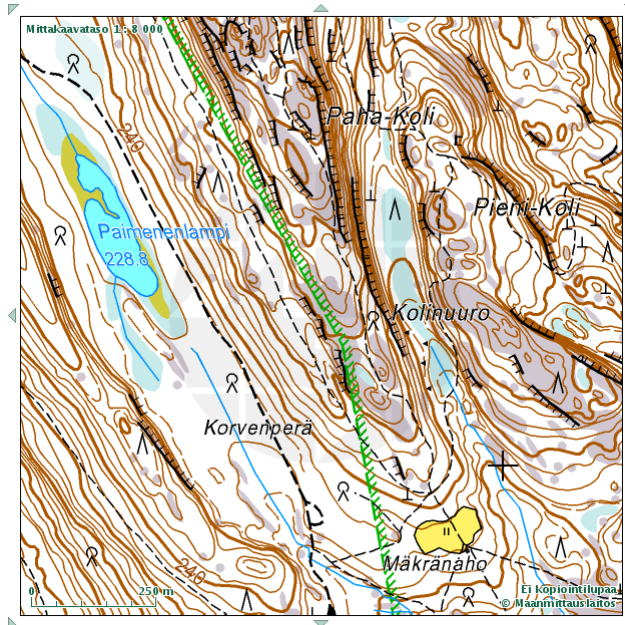 Mittakaavataso 1 : 8 000
240
Paha-Koli
Pieni-Koli
Paimenenlampi
228.8
Kolinuuro
Korvenperä
Mäkränaho
240
0 250 m
Ei kopiointilupaa
© Maanmittauslaitos